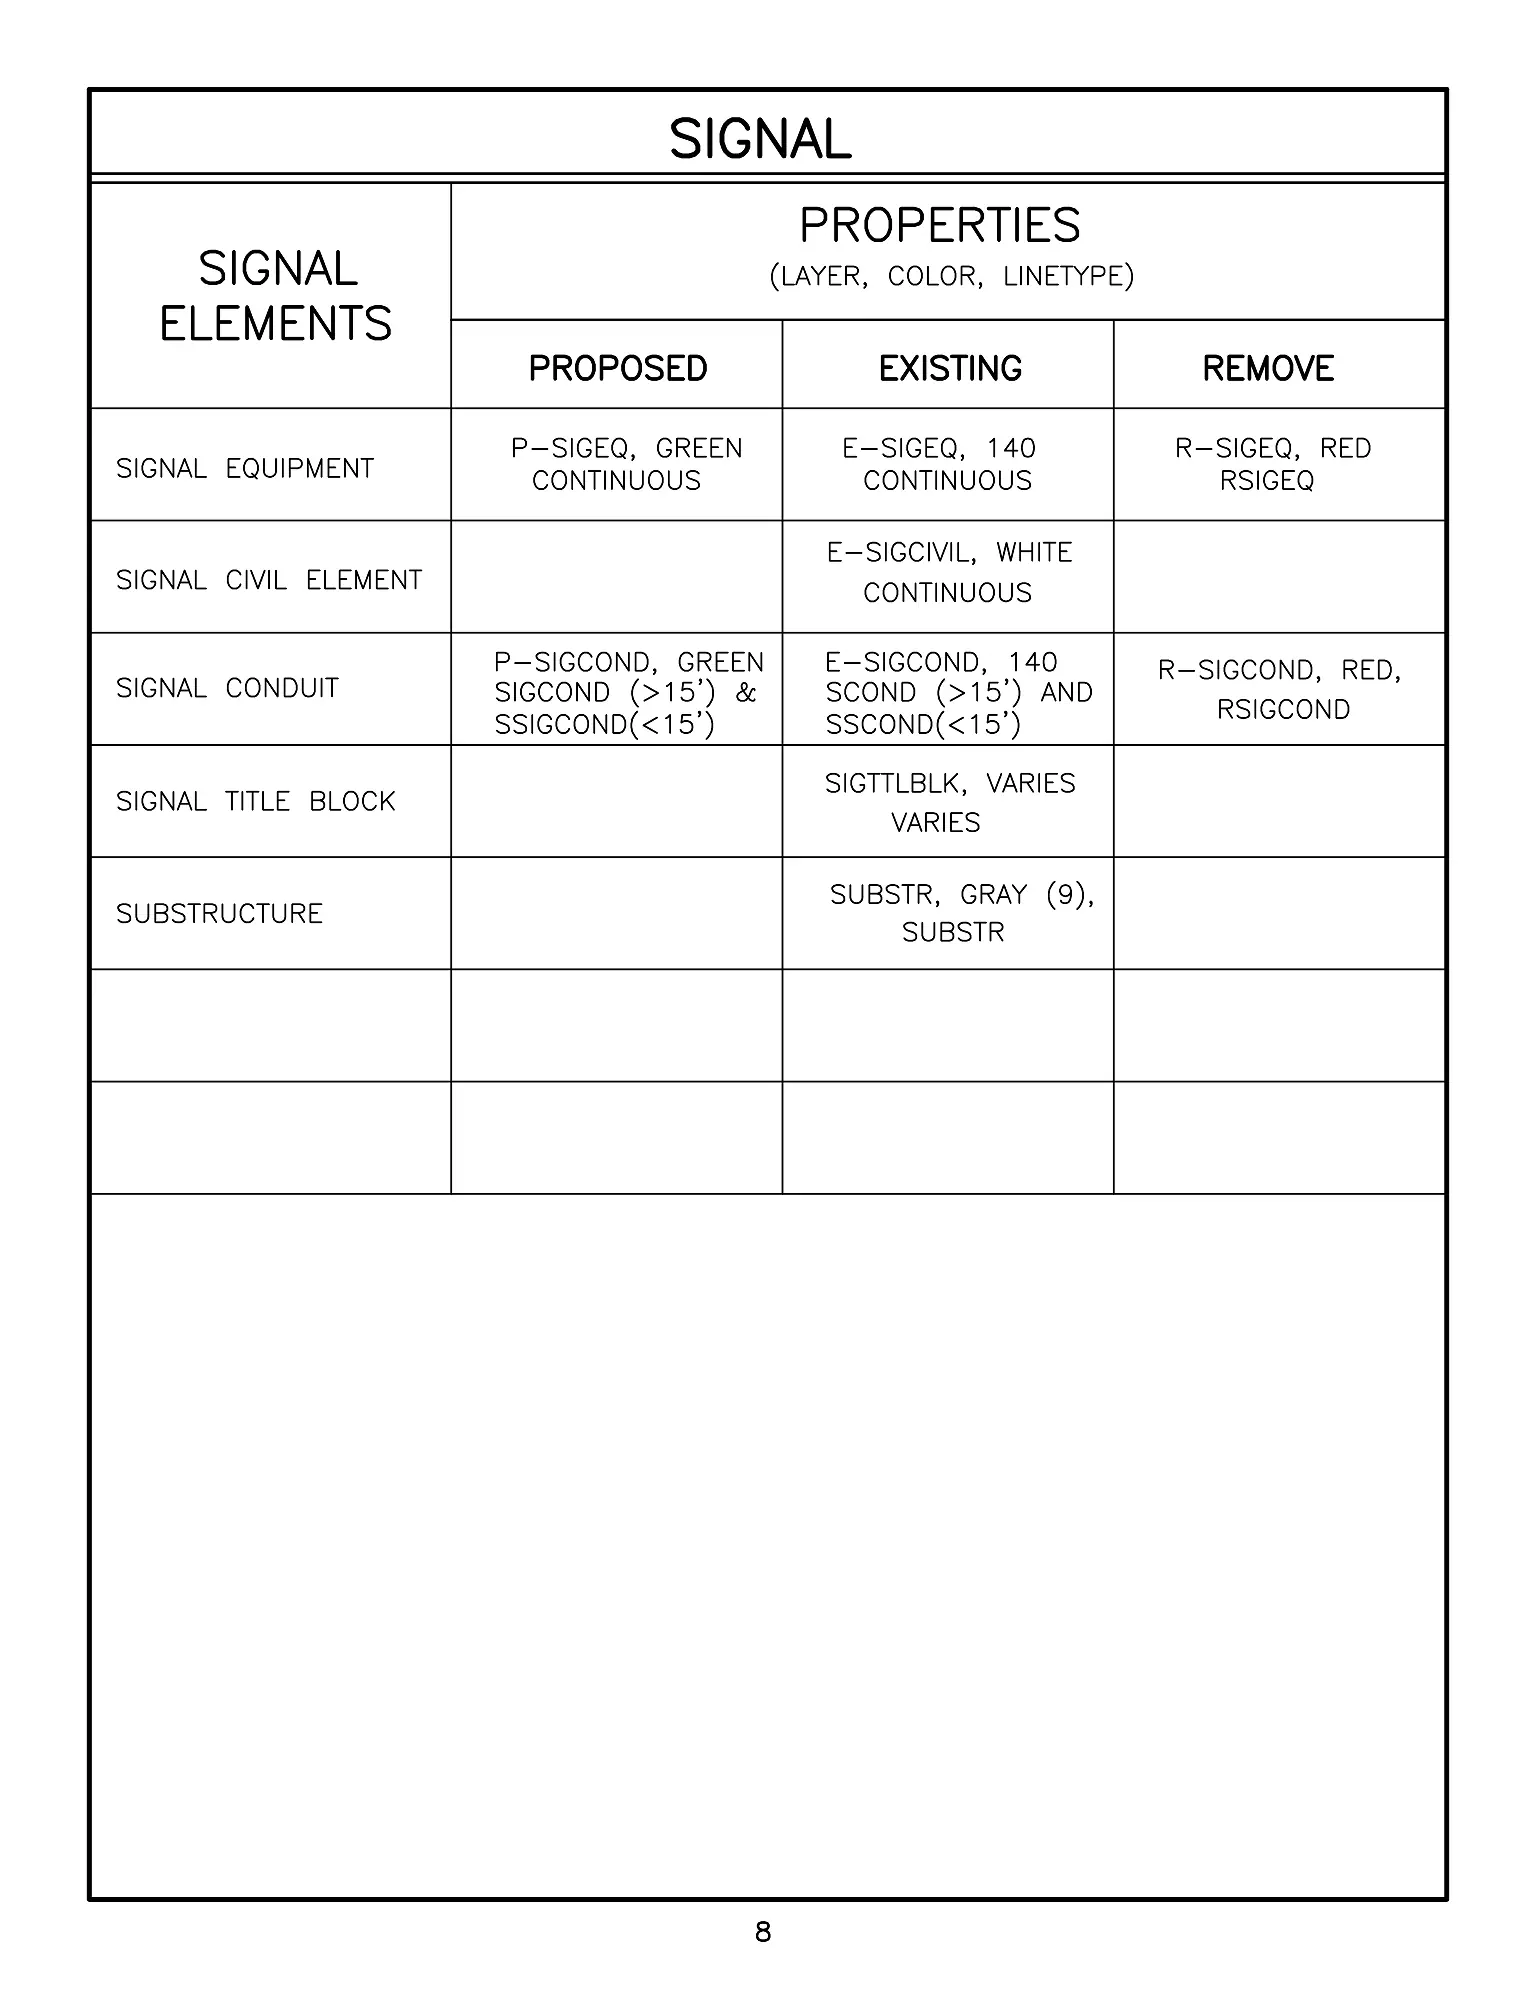 SIGNAL
SIGNAL
ELEMENTS
PROPERTIES
(LAYER, COLOR, LINETYPE)
PROPOSED
EXISTING
REMOVE
SIGNAL EQUIPMENT
P-SIGEQ, GREEN
CONTINUOUS
E-SIGEQ, 140
CONTINUOUS
R-SIGEQ, RED
RSIGEQ
SIGNAL CIVIL ELEMENT
E-SIGCIVIL, WHITE
CONTINUOUS
SIGNAL CONDUIT
P-SIGCOND, GREEN
SIGCOND (>15') &
SSIGCOND(<15')
E-SIGCOND, 140
SCOND (>15') AND
SSCOND(<15')
R-SIGCOND, RED,
RSIGCOND
SIGNAL TITLE BLOCK
SIGTTLBLK, VARIES
VARIES
SUBSTRUCTURE
SUBSTR, GRAY (9),
SUBSTR
8